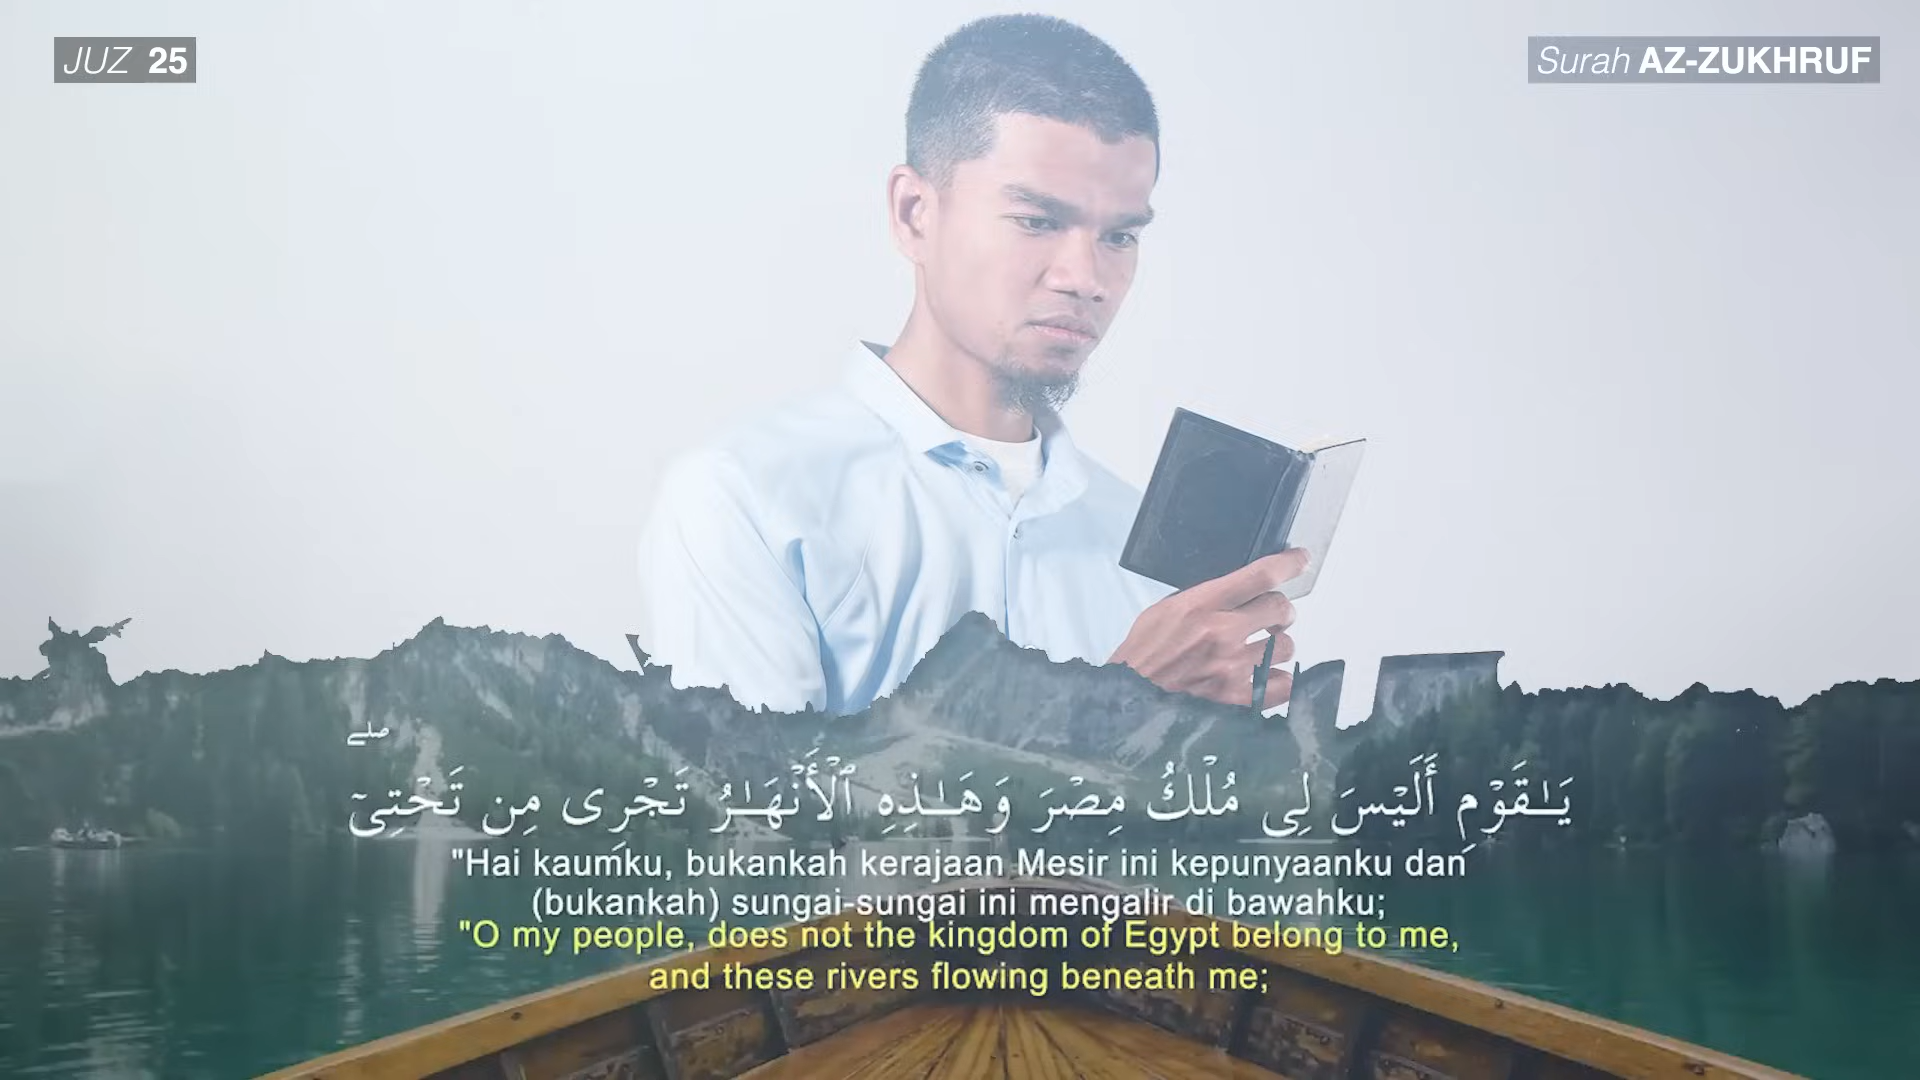 JUZ 25
Surah AZ-ZUKHRUF
يَـٰقَوْمِ أَلَيْسَ لِى مُلْكُ مِصْرَ وَهَـٰذِهِ ٱلْأَنْهَـٰرُ تَجْرِى مِن تَحْتِىٓ ۖ
"Hai kaumku, bukankah kerajaan Mesir ini kepunyaanku dan
(bukankah) sungai-sungai ini mengalir di bawahku;
"O my people, does not the kingdom of Egypt belong to me,
and these rivers flowing beneath me;